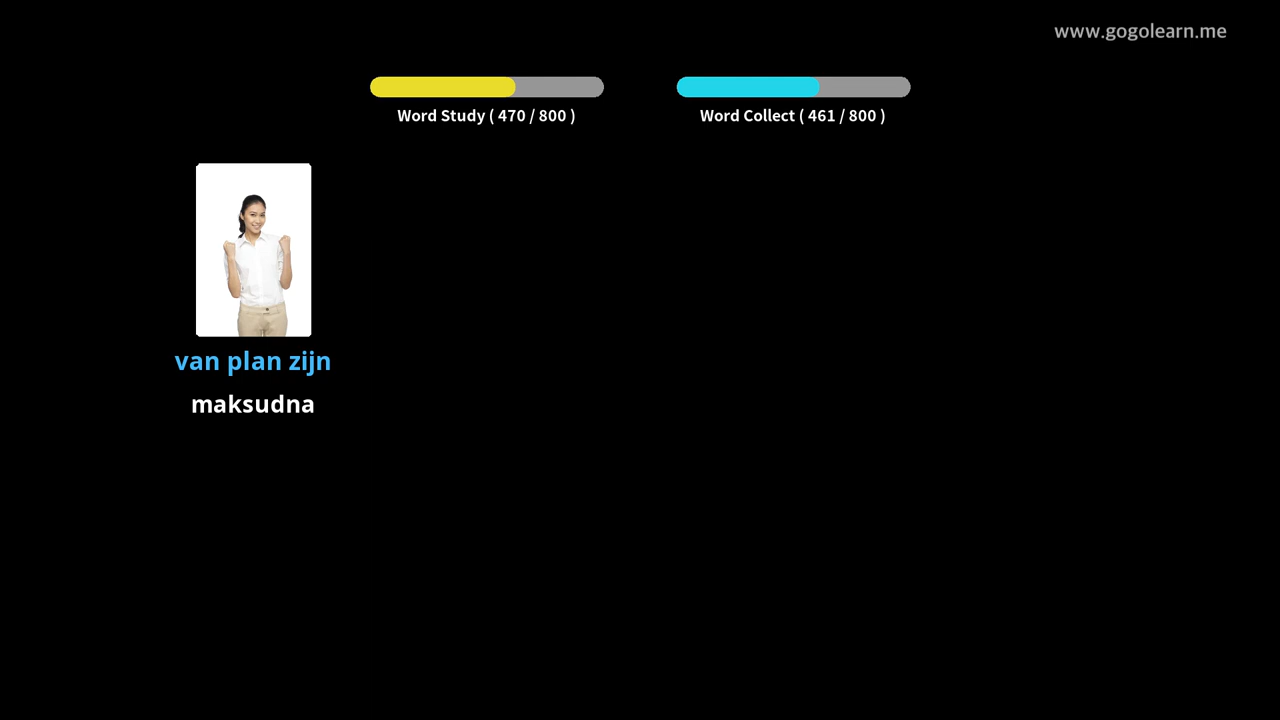 www.gogolearn.me
Word Study ( 470 / 800 )
Word Collect ( 461 / 800 )
van plan zijn
maksudna